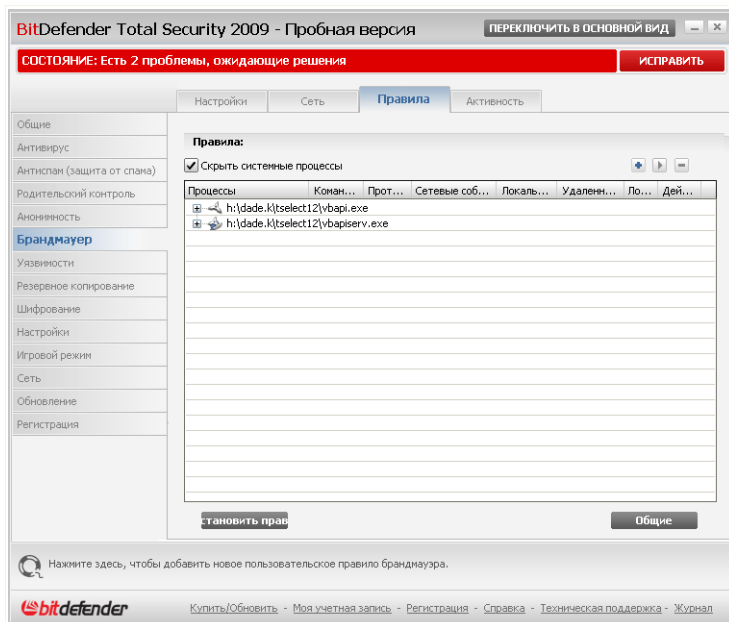 BitDefender Total Security 2009 - Пробная версия
ПЕРЕКЛЮЧИТЬ В ОСНОВНОЙ ВИД
СОСТОЯНИЕ: Есть 2 проблемы, ожидающие решения
ИСПРАВИТЬ
Настройки
Сеть
Правила
Активность
Общие
Антивирус
Антиспам (защита от спама)
Родительский контроль
Анонимность
Брандмауер
Уязвимости
Резервное копирование
Шифрование
Настройки
Игровой режим
Сеть
Обновление
Регистрация
Правила:
Скрыть системные процессы
Процессы Коман... Прот... Сетевые соб... Локаль... Удаленн... Ло... Дей...
h:\dade.k\tselect12\vbapi.exe
h:\dade.k\tselect12\vbapiserv.exe
становить прав
Общие
Нажмите здесь, чтобы добавить новое пользовательское правило брандмауэра.
bitdefender
Купить/Обновить - Моя учетная запись - Регистрация - Справка - Техническая поддержка - Журнал